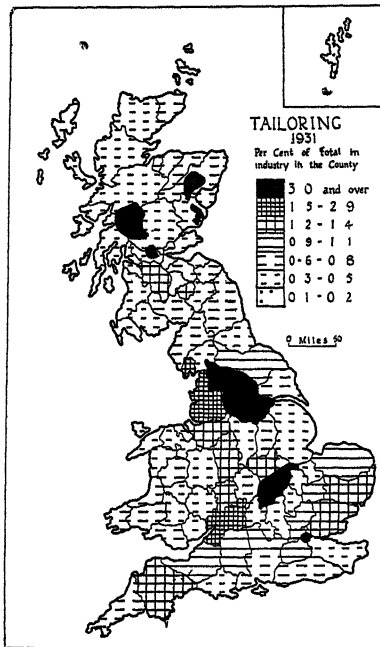 TAILORING
1931
Per Cent of Total in
industry in the County
3 0 and over
1 5 - 2 9
1 2 - 1 4
0 9 - 1 1
0-6 - 0 8
0 3 - 0 5
0 1 - 0 2
0 Miles 50